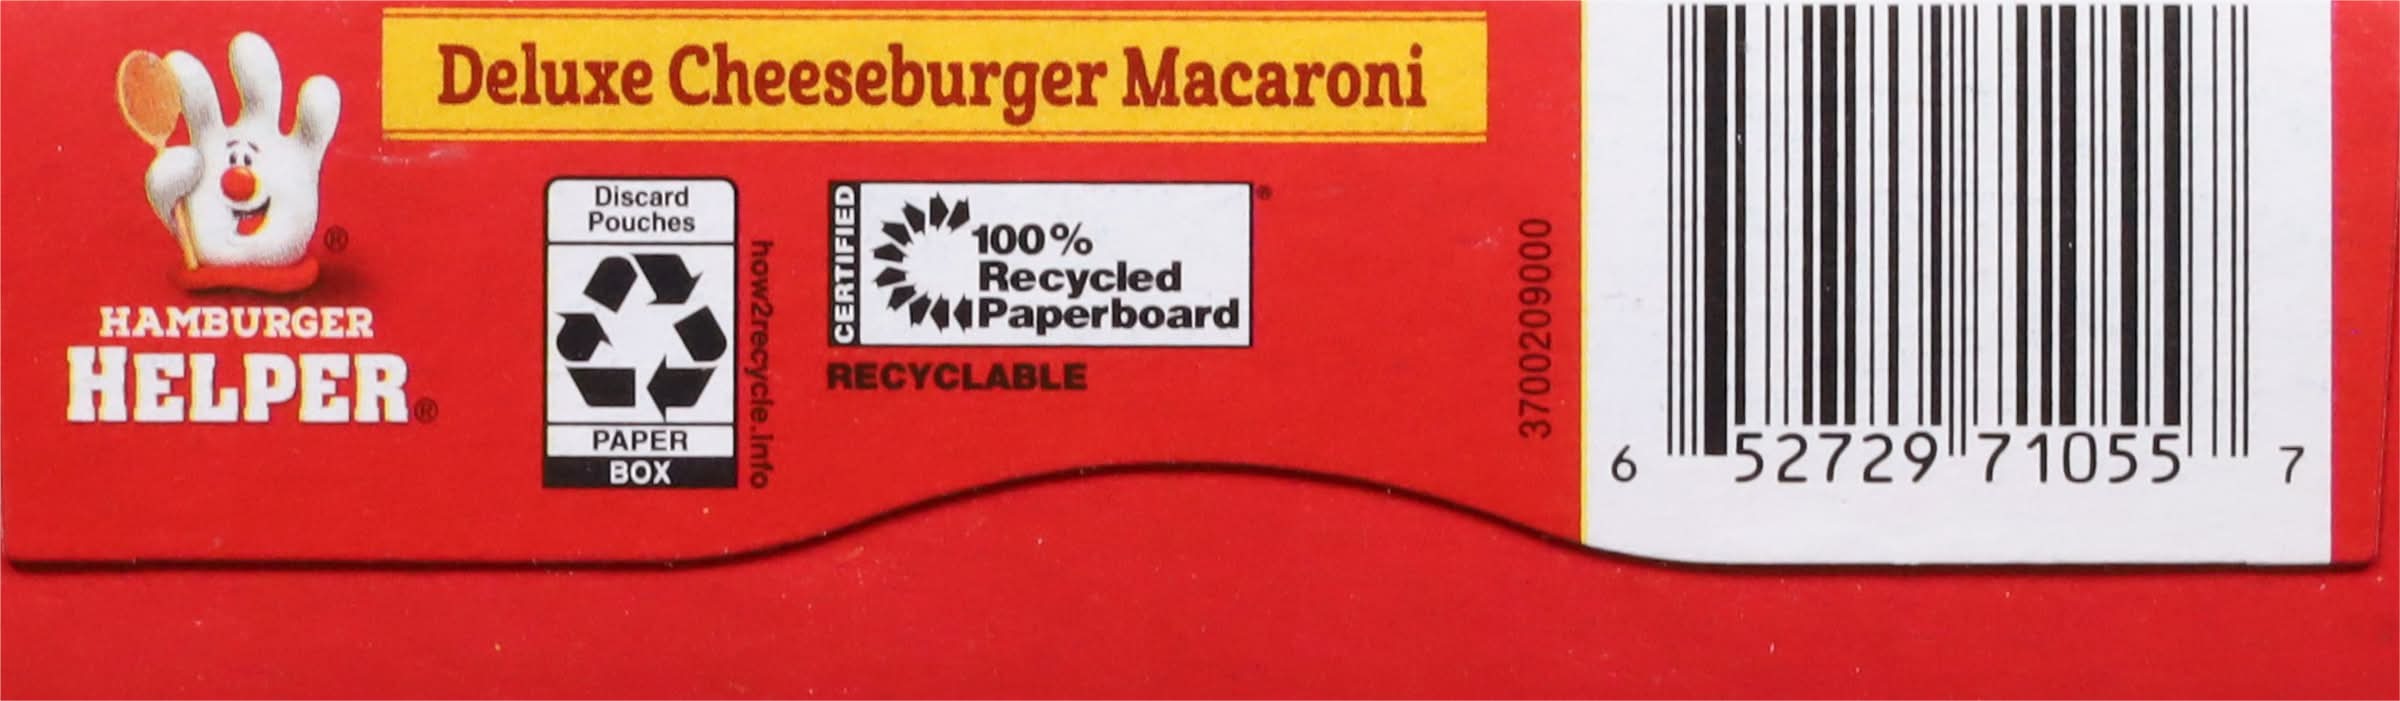 Deluxe Cheeseburger Macaroni
HAMBURGER
HELPER®
®
Discard
Pouches
PAPER
BOX
how2recycle.info
CERTIFIED
100%
Recycled
Paperboard
®
RECYCLABLE
3700209000
6 52729 71055 7